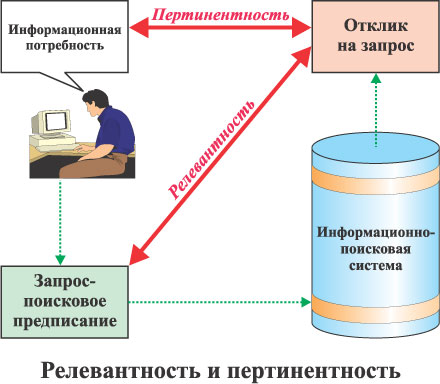 Информационная
потребность
Пертинентность
Отклик
на запрос
Релевантность
Информационно-
поисковая
система
Запрос-
поисковое
предписание
Релевантность и пертинентность